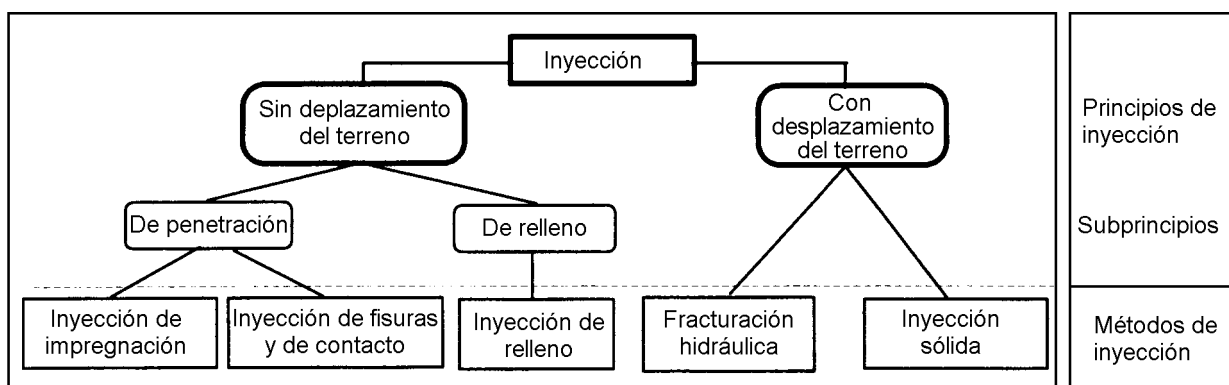 Inyección
Sin deplazamiento
del terreno
Con
desplazamiento
del terreno
Principios de
inyección
De penetración
De relleno
Subprincipios
Inyección de
impregnación
Inyección de fisuras
y de contacto
Inyección de
relleno
Fracturación
hidráulica
Inyección
sólida
Métodos de
inyección